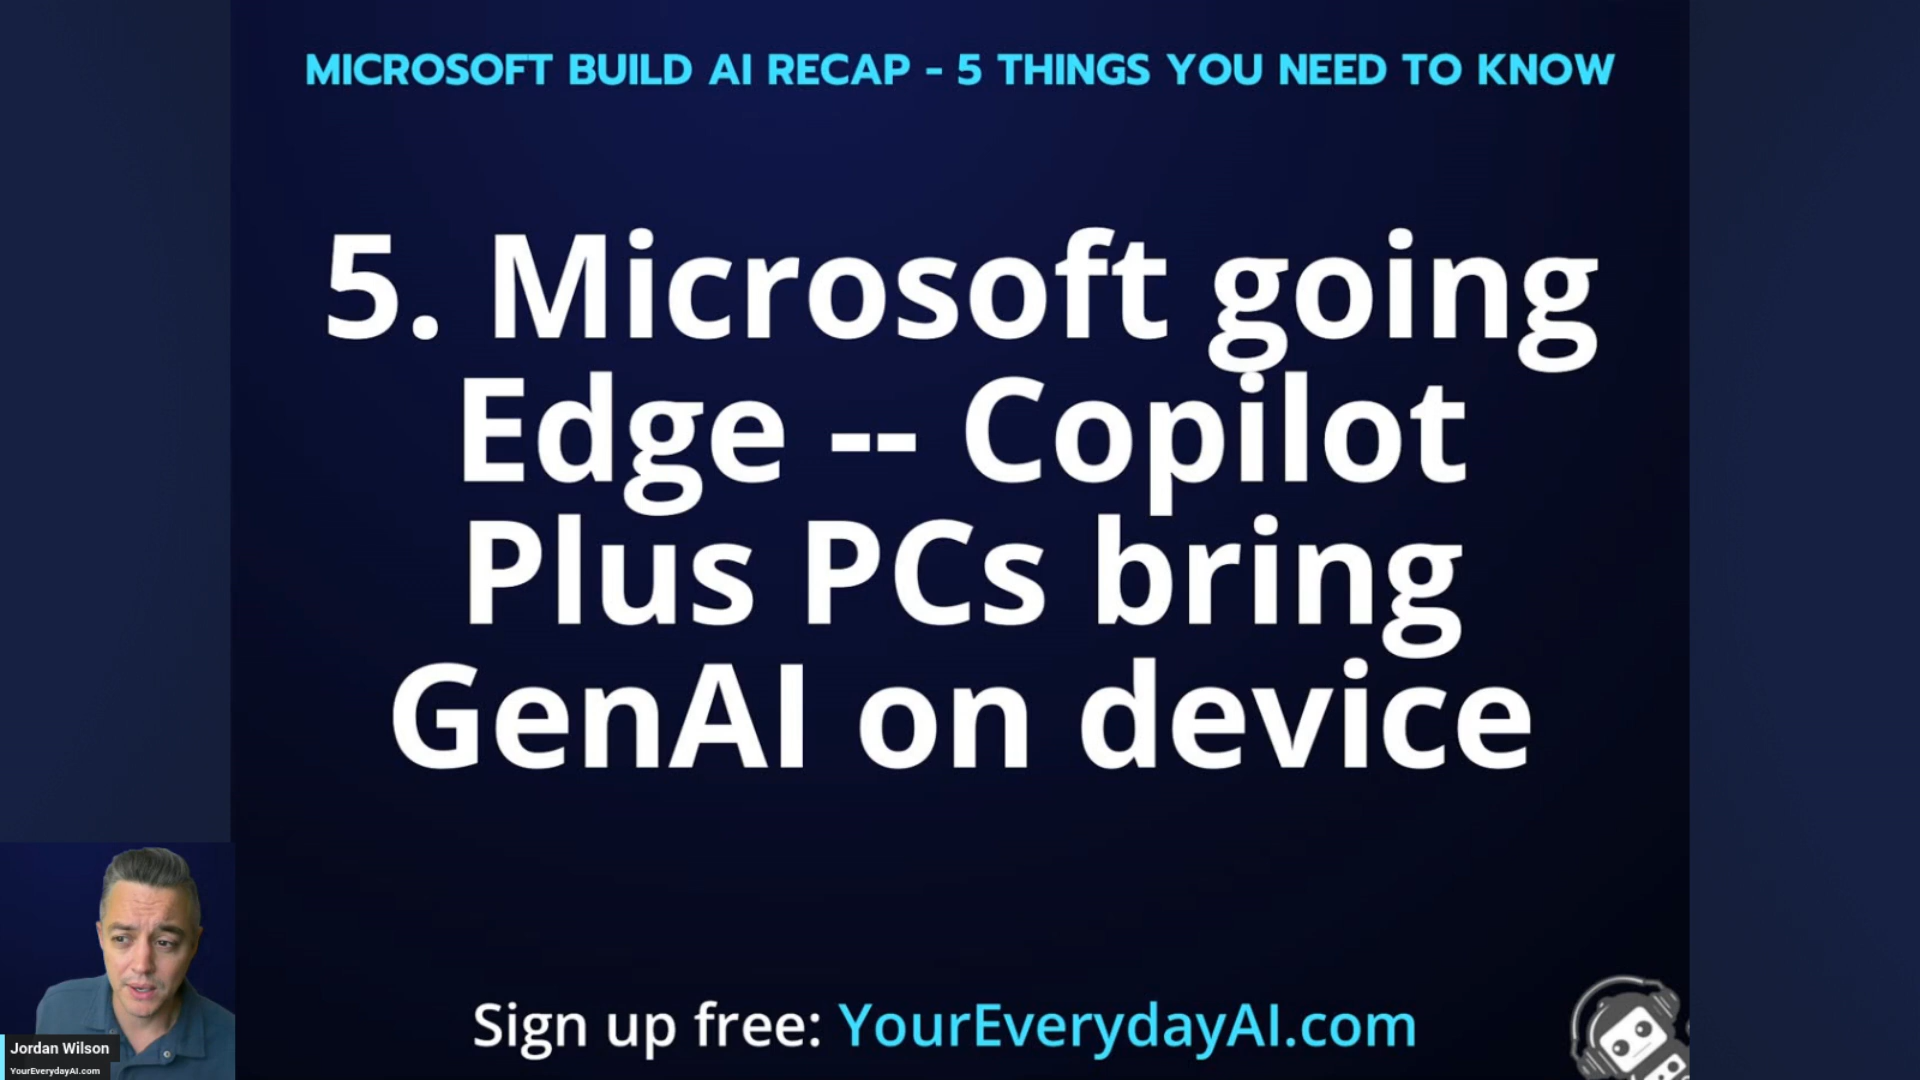 MICROSOFT BUILD AI RECAP - 5 THINGS YOU NEED TO KNOW
5. Microsoft going
Edge -- Copilot
Plus PCs bring
GenAI on device
Sign up free: YourEverydayAI.com
Jordan Wilson
YourEverydayAI.com